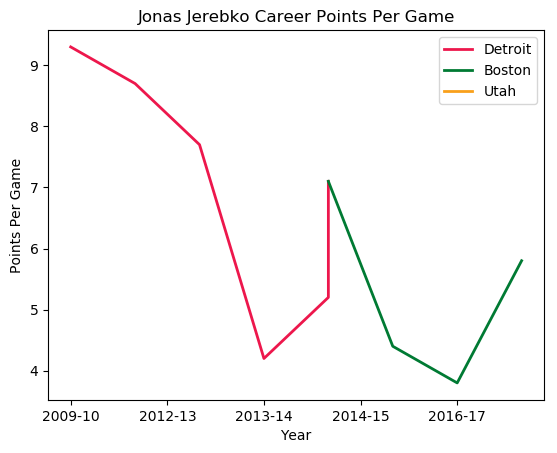 Jonas Jerebko Career Points Per Game
Detroit
Boston
Utah
9
8
7
6
5
4
Points Per Game
2009-10
2012-13
2013-14
2014-15
2016-17
Year